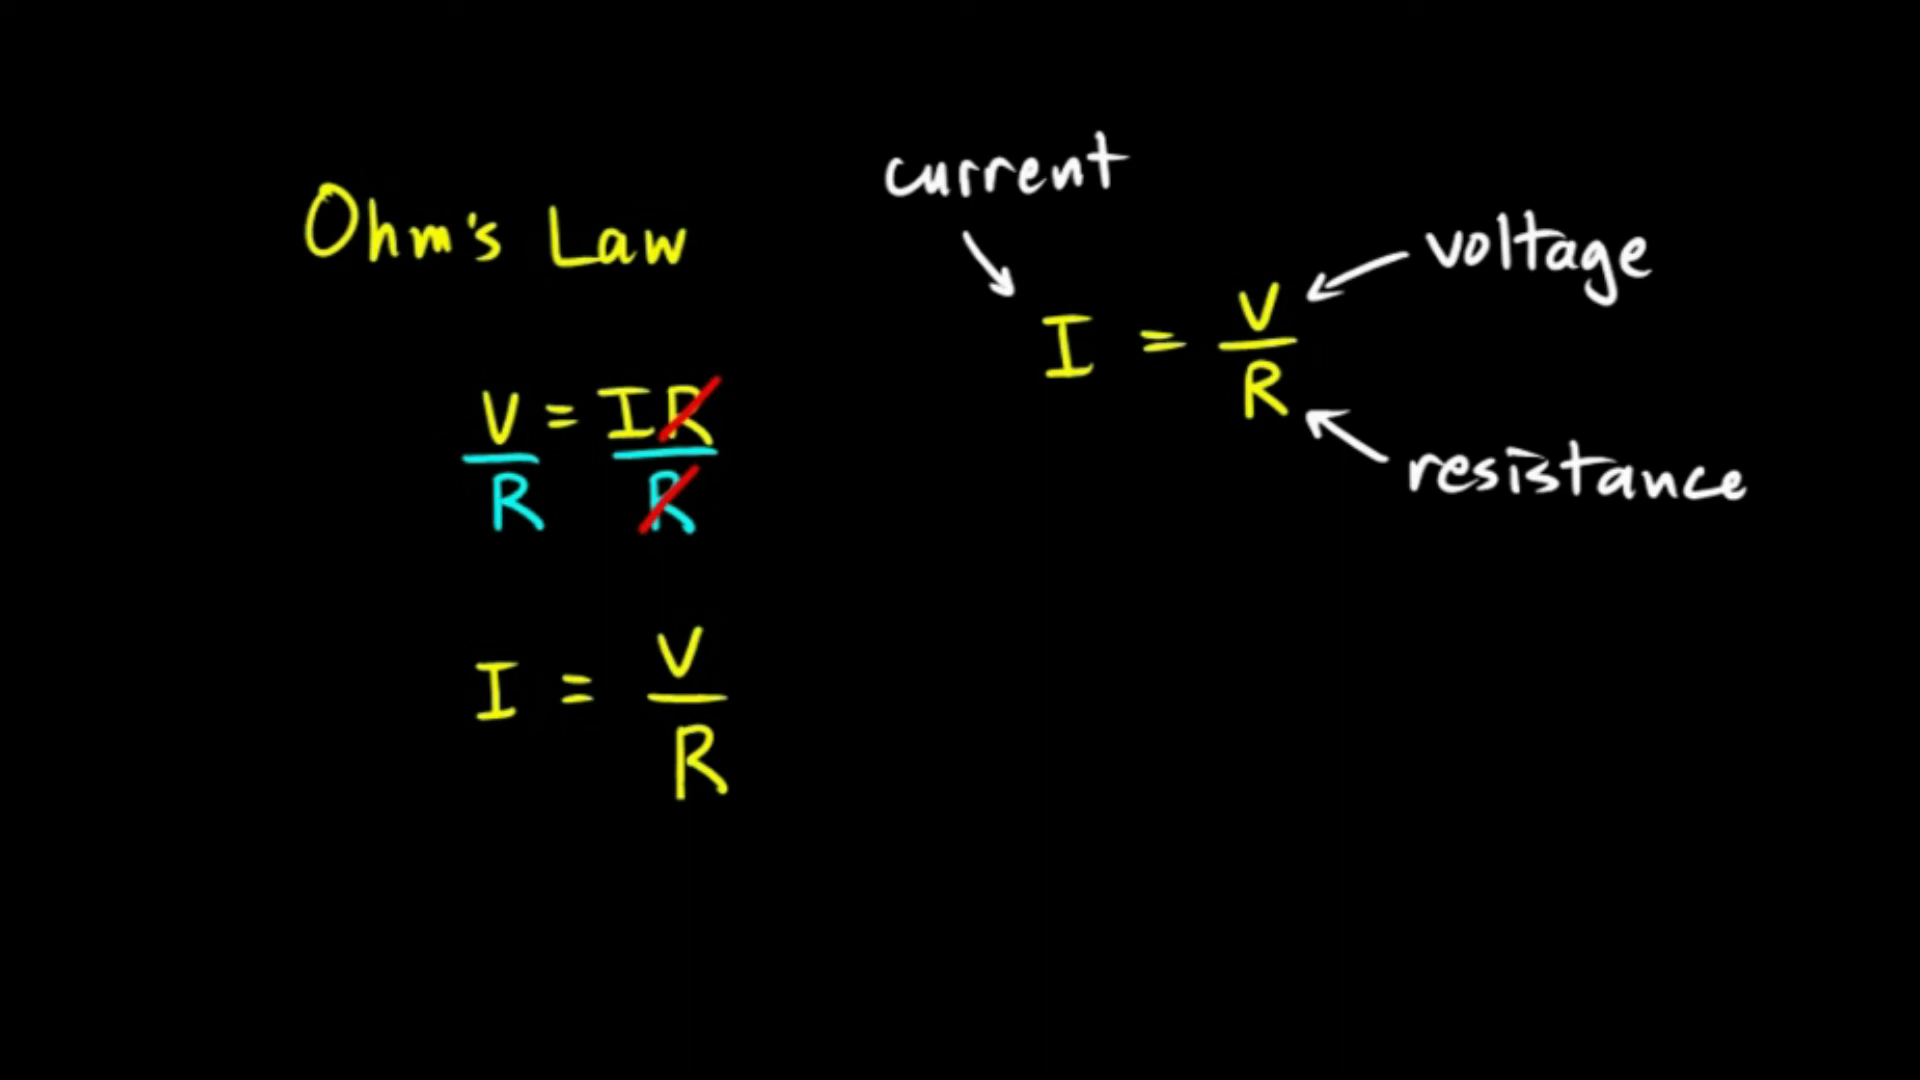 Ohm's Law
V = IR
R R
I = V
R
current
voltage
I = V
R
resistance